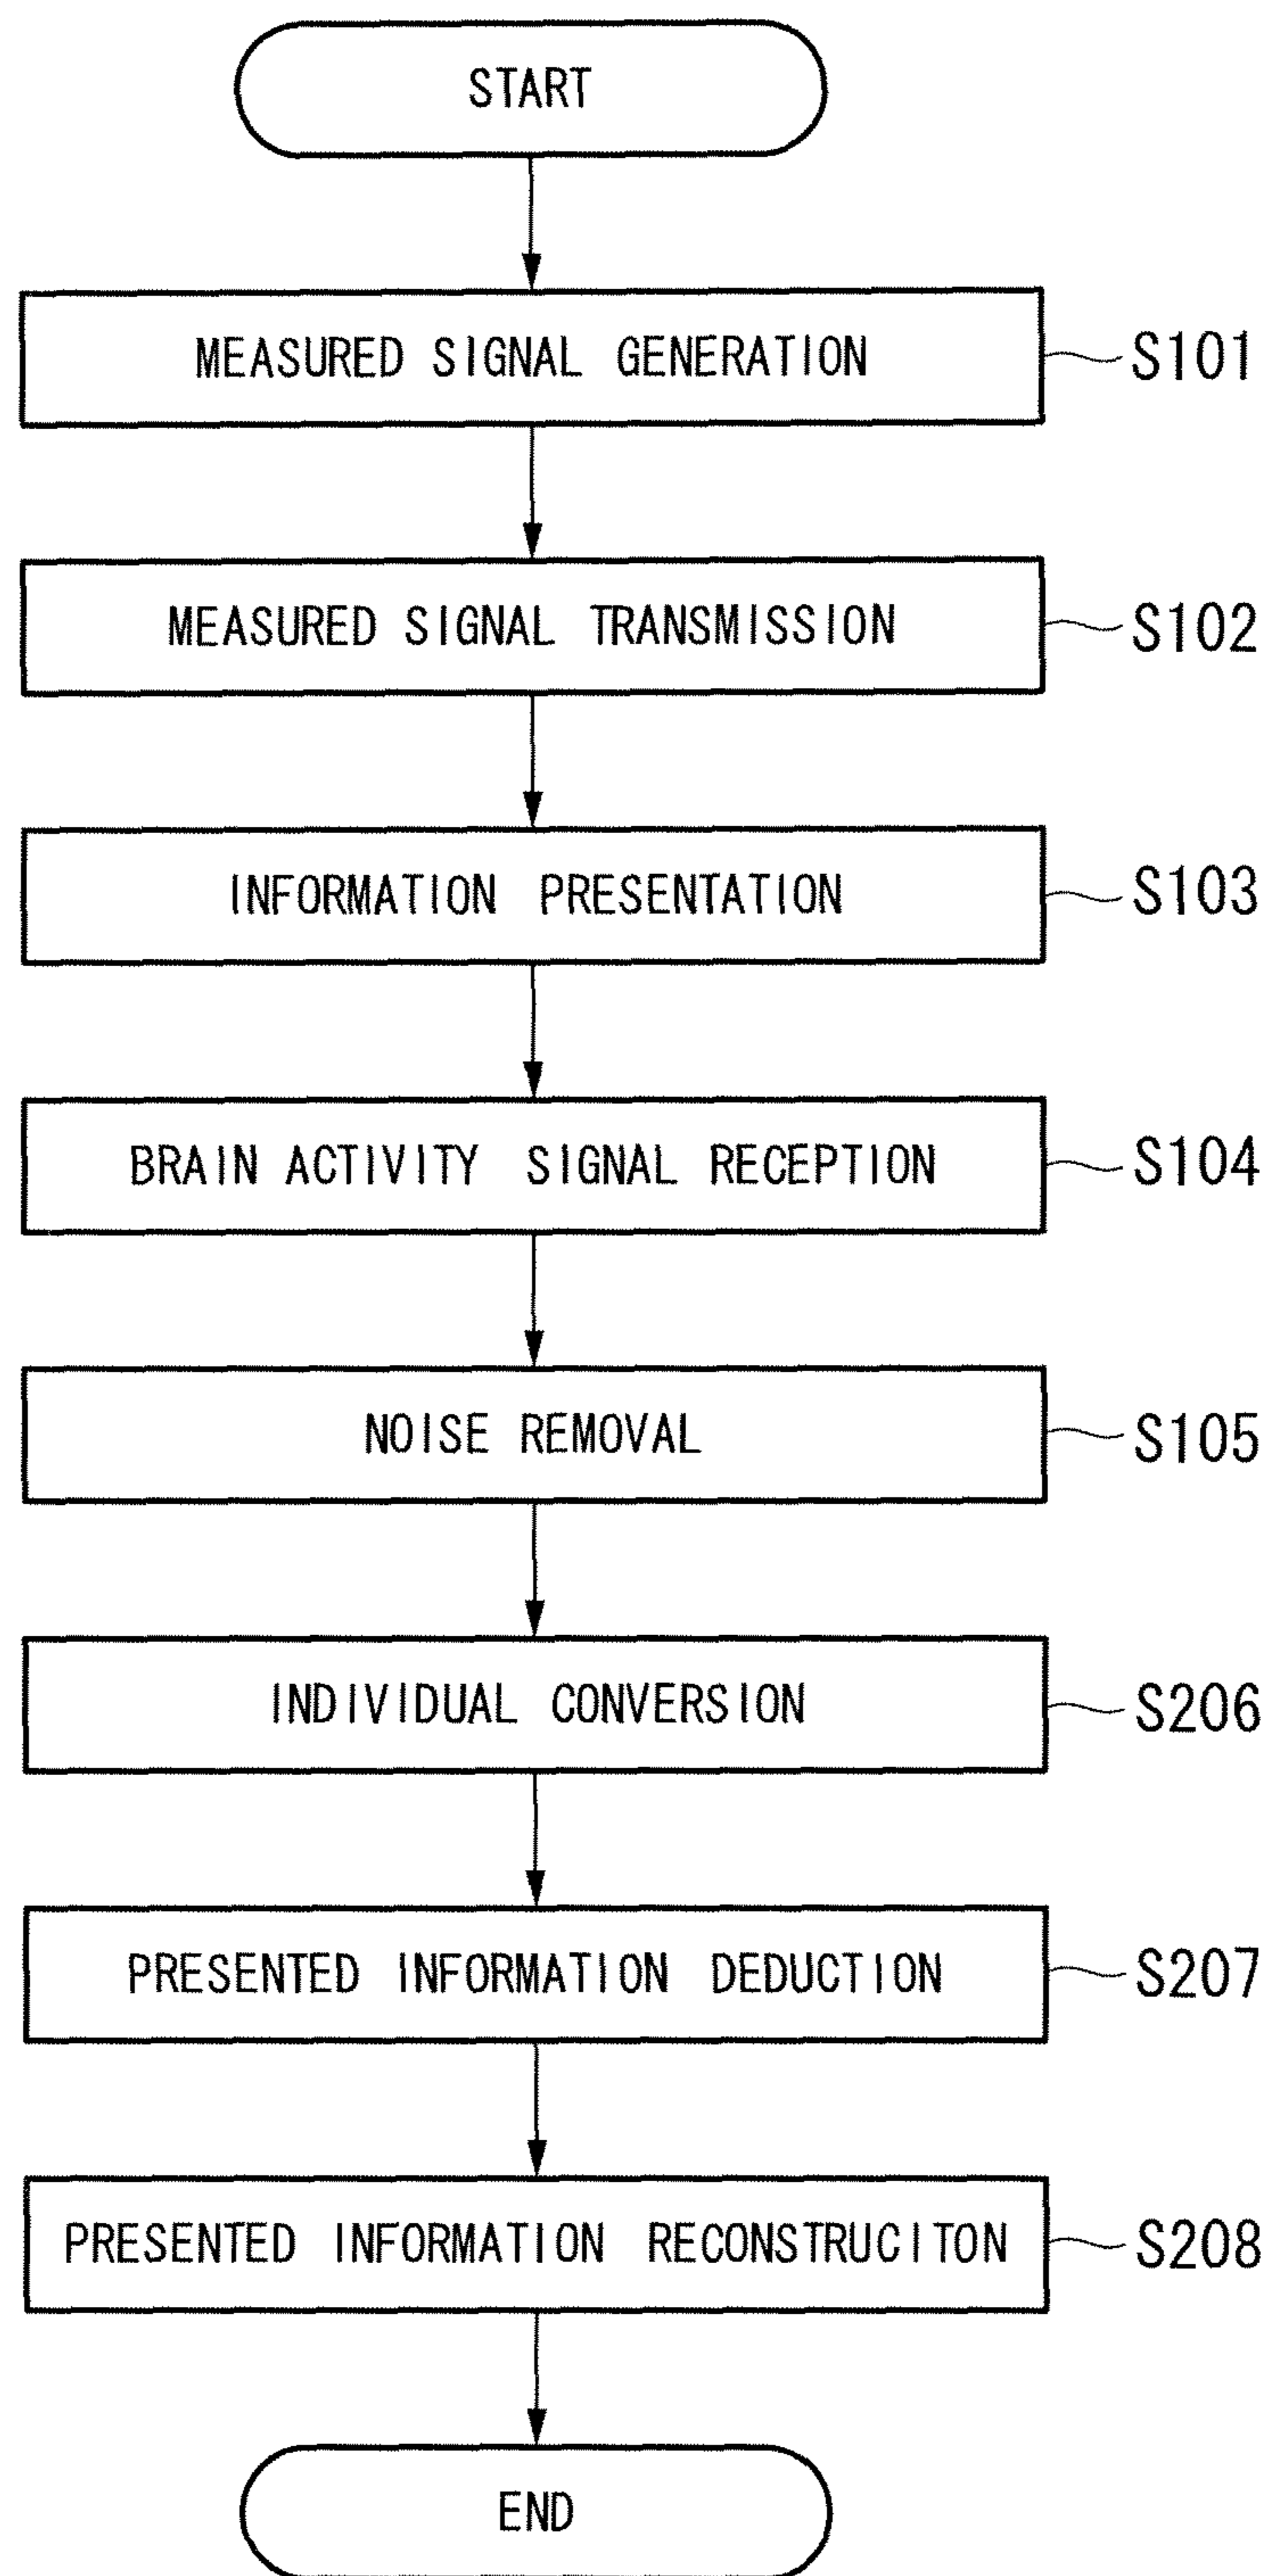 START
MEASURED SIGNAL GENERATION S101
MEASURED SIGNAL TRANSMISSION S102
INFORMATION PRESENTATION S103
BRAIN ACTIVITY SIGNAL RECEPTION S104
NOISE REMOVAL S105
INDIVIDUAL CONVERSION S206
PRESENTED INFORMATION DEDUCTION S207
PRESENTED INFORMATION RECONSTRUCITON S208
END